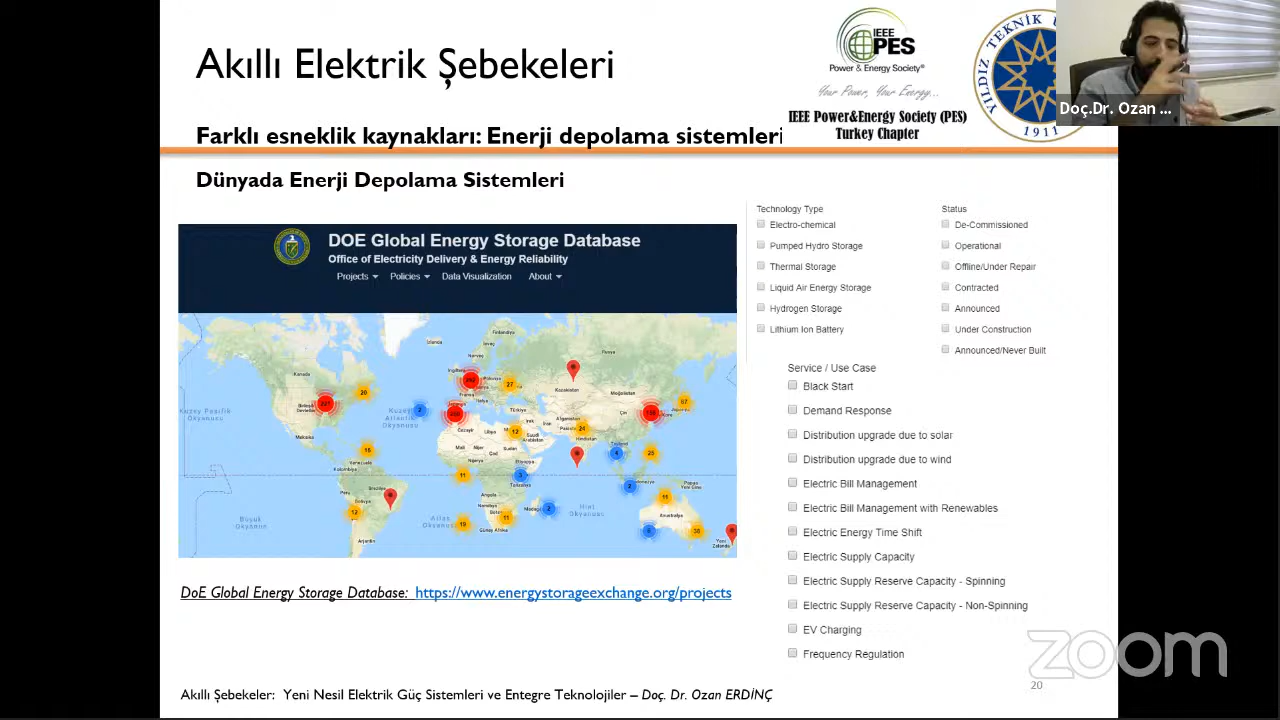 Akıllı Elektrik Şebekeleri
IEEE
PES
Power & Energy Society®
Your Power, Your Energy...
IEEE Power&Energy Society (PES)
Turkey Chapter
YILDIZ TEKNİK
1911
Doç.Dr. Ozan ...
Farklı esneklik kaynakları: Enerji depolama sistemleri
Dünyada Enerji Depolama Sistemleri
DOE Global Energy Storage Database
Office of Electricity Delivery & Energy Reliability
Projects
Policies
Data Visualization
About
Technology Type
Electro-chemical
Pumped Hydro Storage
Thermal Storage
Liquid Air Energy Storage
Hydrogen Storage
Lithium Ion Battery
Status
De-Commissioned
Operational
Offline/Under Repair
Contracted
Announced
Under Construction
Announced/Never Built
Service / Use Case
Black Start
Demand Response
Distribution upgrade due to solar
Distribution upgrade due to wind
Electric Bill Management
Electric Bill Management with Renewables
Electric Energy Time Shift
Electric Supply Capacity
Electric Supply Reserve Capacity - Spinning
Electric Supply Reserve Capacity - Non-Spinning
EV Charging
Frequency Regulation
DoE Global Energy Storage Database: https://www.energystorageexchange.org/projects
zoom
20
Akıllı Şebekeler: Yeni Nesil Elektrik Güç Sistemleri ve Entegre Teknolojiler – Doç. Dr. Ozan ERDİNÇ